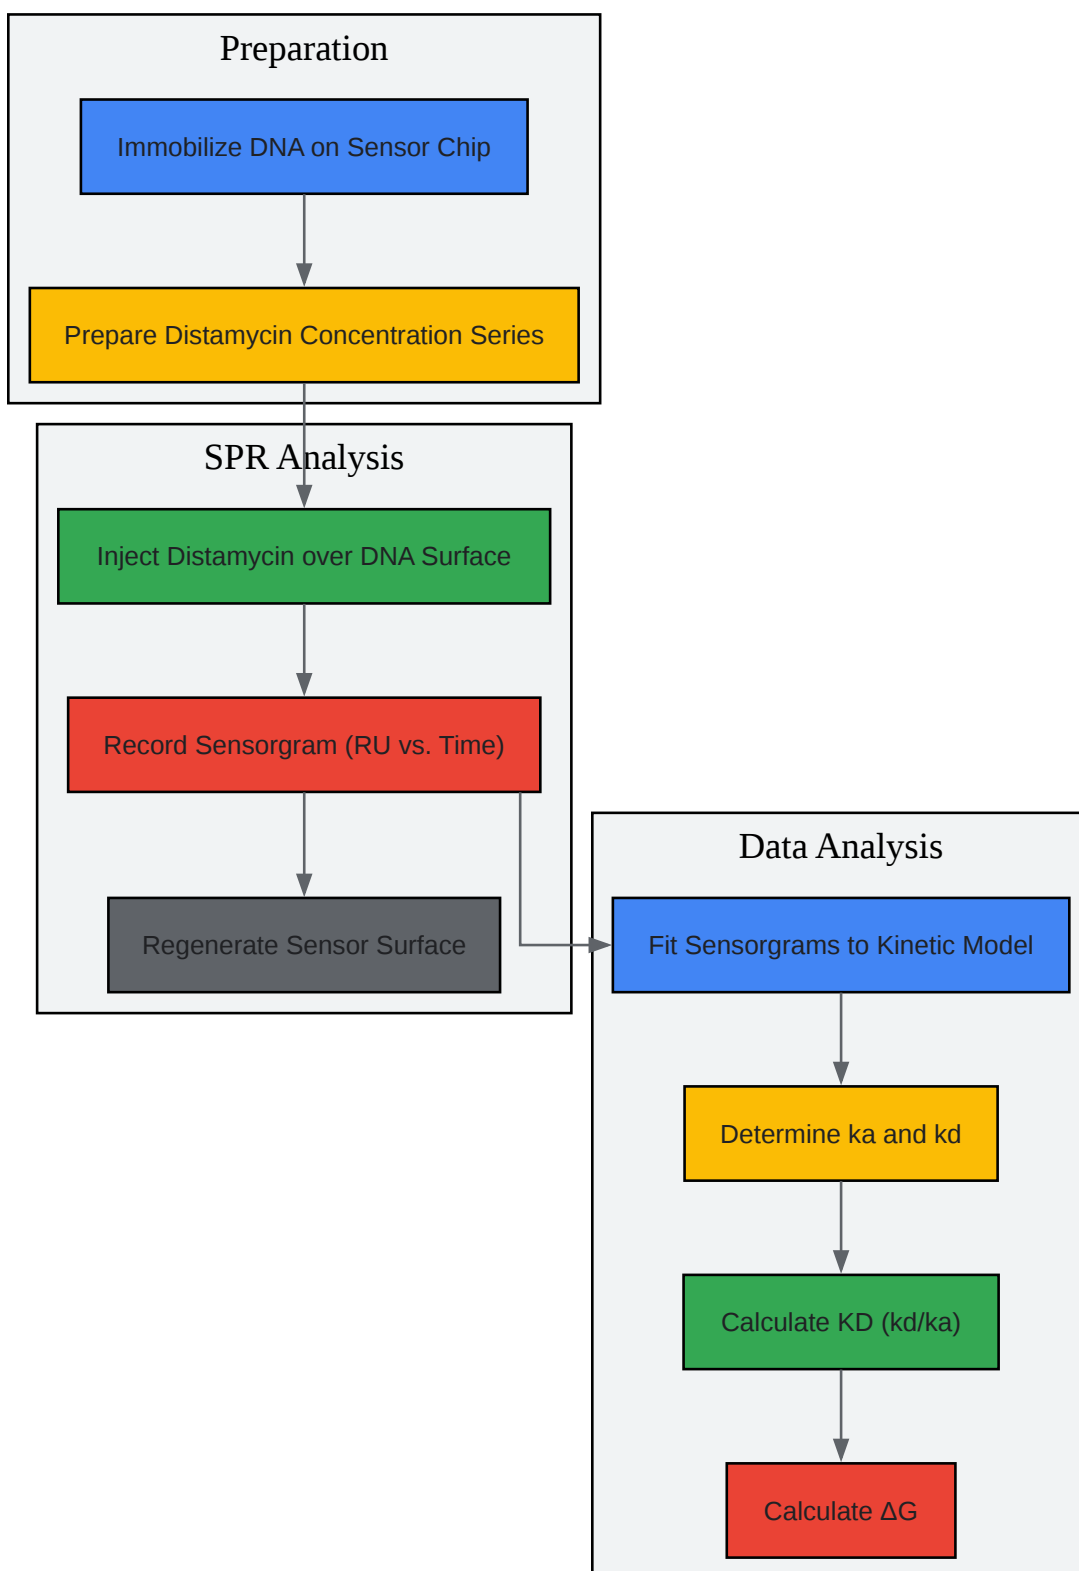 Preparation
Immobilize DNA on Sensor Chip
Prepare Distamycin Concentration Series
SPR Analysis
Inject Distamycin over DNA Surface
Record Sensorgram (RU vs. Time)
Regenerate Sensor Surface
Data Analysis
Fit Sensorgrams to Kinetic Model
Determine ka and kd
Calculate KD (kd/ka)
Calculate ΔG